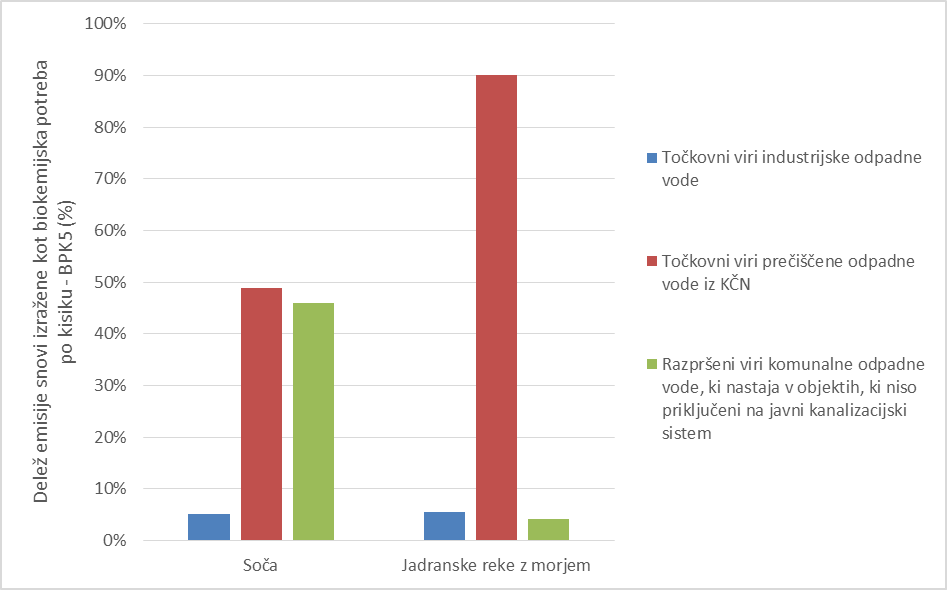 Delež emisije snovi izražene kot biokemijska potreba
po kisiku - BPK5 (%)
100%
90%
80%
70%
60%
50%
40%
30%
20%
10%
0%
Soča
Jadranske reke z morjem
Točkovni viri industrijske odpadne
vode
Točkovni viri prečiščene odpadne
vode iz KČN
Razpršeni viri komunalne odpadne
vode, ki nastaja v objektih, ki niso
priključeni na javni kanalizacijski
sistem